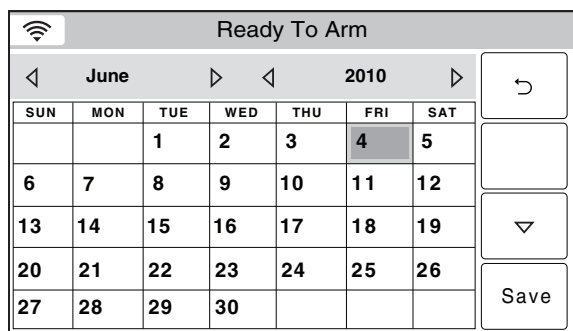 Ready To Arm
June 2010
SUN MON TUE WED THU FRI SAT
1 2 3 4 5
6 7 8 9 10 11 12
13 14 15 16 17 18 19
20 21 22 23 24 25 26
27 28 29 30
Save